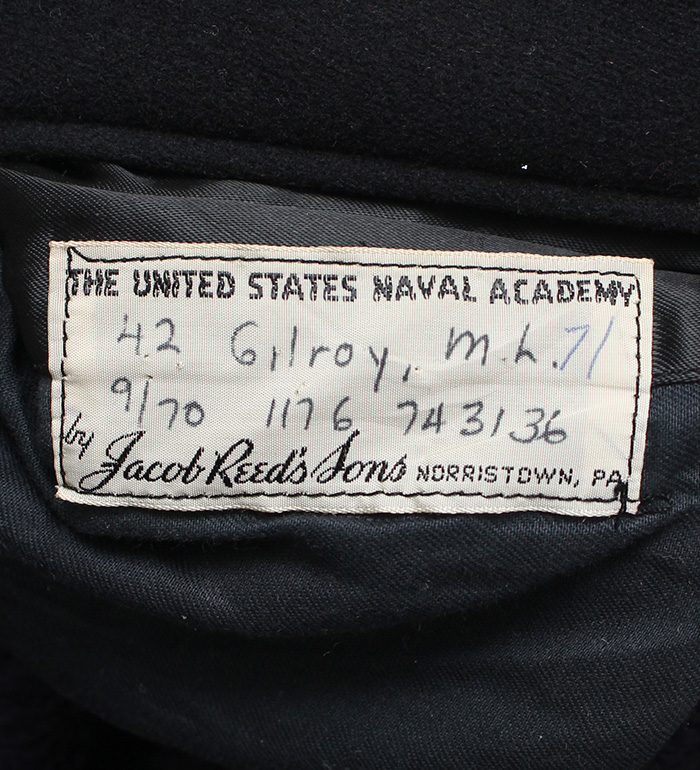 THE UNITED STATES NAVAL ACADEMY
42 Gilroy, M.L. 71
9/70 1176 743136
by Jacob Reed's Sons NORRISTOWN, PA.